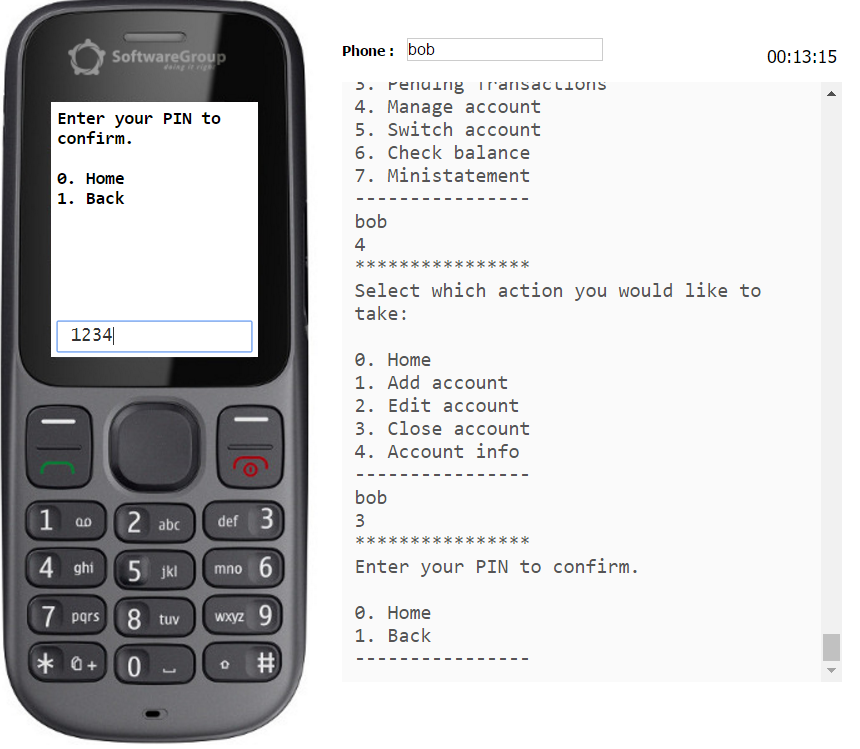 SoftwareGroup
doing it right
Enter your PIN to
confirm.
0. Home
1. Back
1234
1
2 abc
def 3
4 ghi
5 jkl
mno 6
7 pqrs
8 tuv
wxyz 9
* +
0
#
Phone : bob
00:13:15
3. Pending Transactions
4. Manage account
5. Switch account
6. Check balance
7. Ministatement
----------------
bob
4
****************
Select which action you would like to
take:
0. Home
1. Add account
2. Edit account
3. Close account
4. Account info
----------------
bob
3
****************
Enter your PIN to confirm.
0. Home
1. Back
----------------